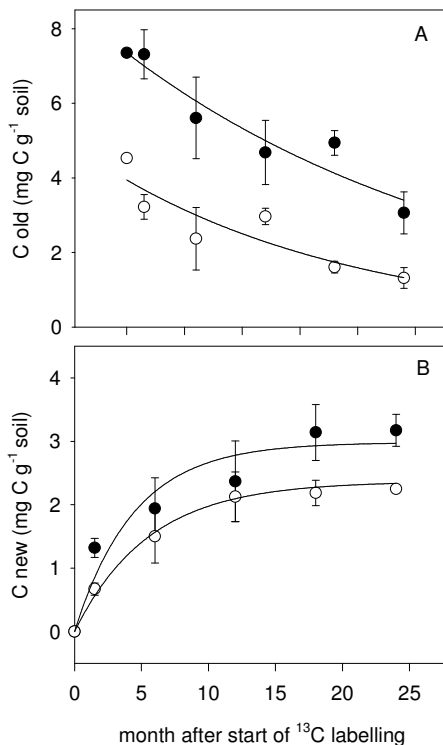 A
8
6
4
2
0
C old (mg C g⁻¹ soil)
B
4
3
2
1
0
C new (mg C g⁻¹ soil)
0 5 10 15 20 25
month after start of ¹³C labelling